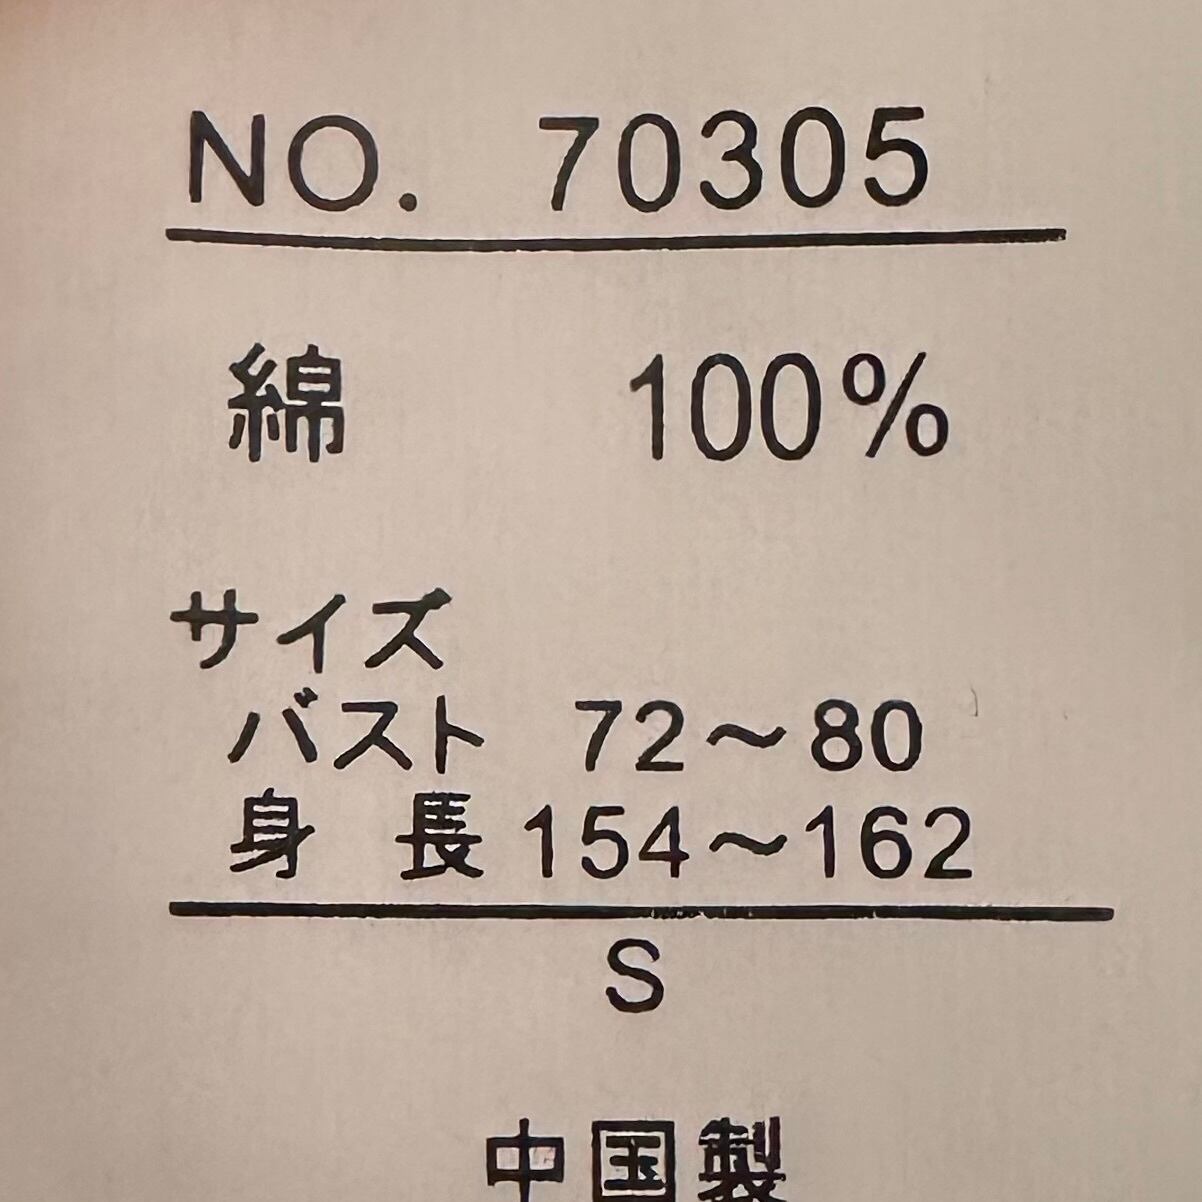 NO. 70305
綿 100%
サイズ
バスト 72～80
身 長 154～162
S
中国製